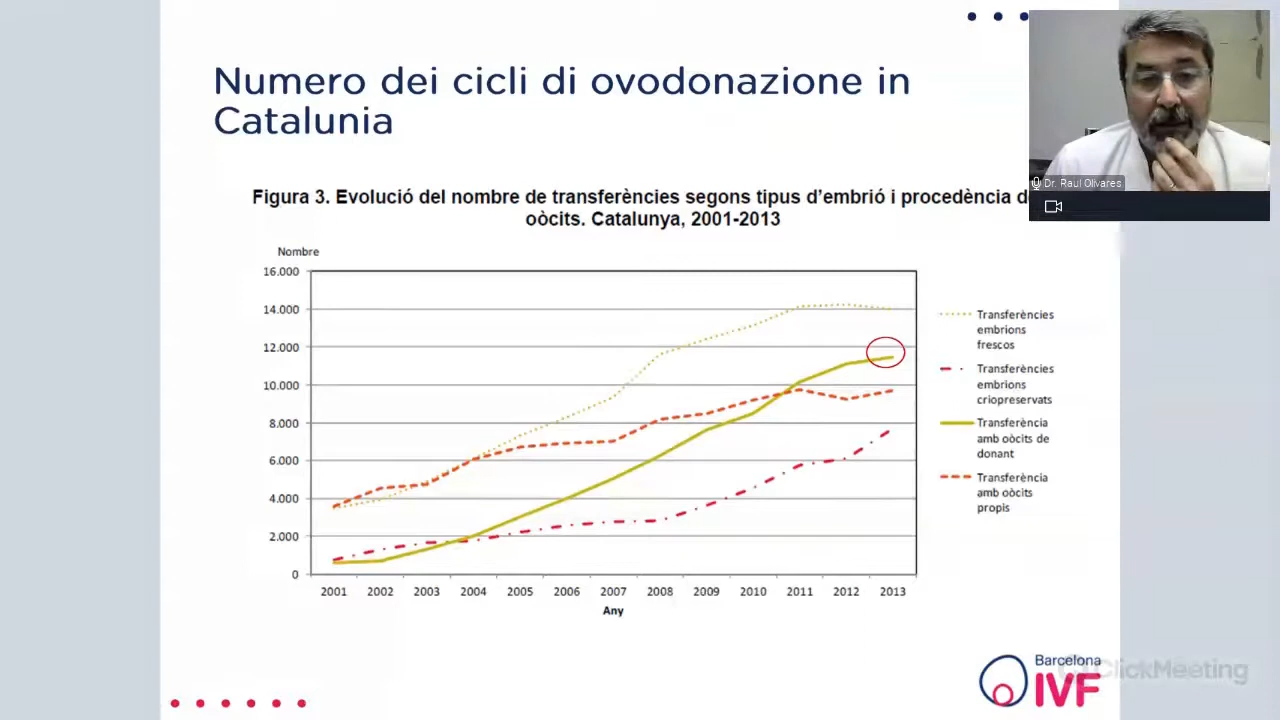 Numero dei cicli di ovodonazione in
Catalunia
Dr. Raul Olivares
Figura 3. Evolució del nombre de transferències segons tipus d'embrió i procedència
oòcits. Catalunya, 2001-2013
Nombre
16.000
14.000
12.000
10.000
8.000
6.000
4.000
2.000
0
2001 2002 2003 2004 2005 2006 2007 2008 2009 2010 2011 2012 2013
Any
Transferències
embrions
frescos
Transferències
embrions
criopreservats
Transferència
amb oòcits de
donant
Transferència
amb oòcits
propis
Barcelona
IVF
ClickMeeting